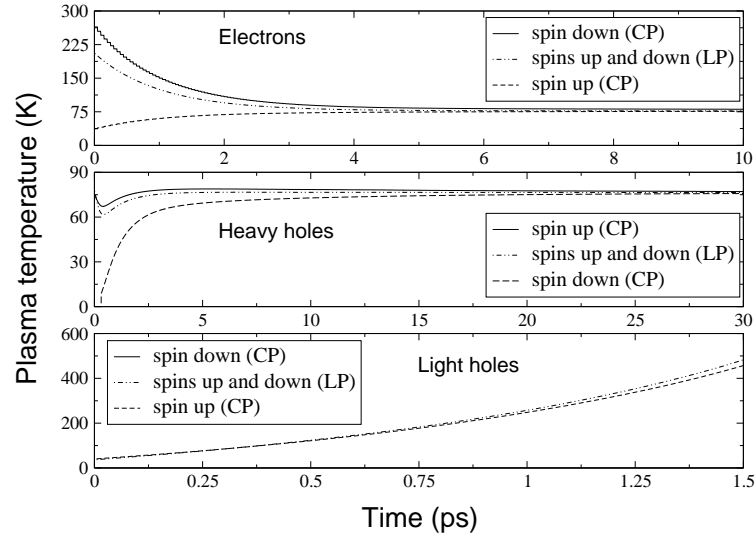 Plasma temperature (K)
300
225
150
75
0
Electrons
spin down (CP)
spins up and down (LP)
spin up (CP)
0 2 4 6 8 10
90
60
30
0
Heavy holes
spin up (CP)
spins up and down (LP)
spin down (CP)
0 5 10 15 20 25 30
600
400
200
0
Light holes
spin down (CP)
spins up and down (LP)
spin up (CP)
0 0.25 0.5 0.75 1 1.25 1.5
Time (ps)